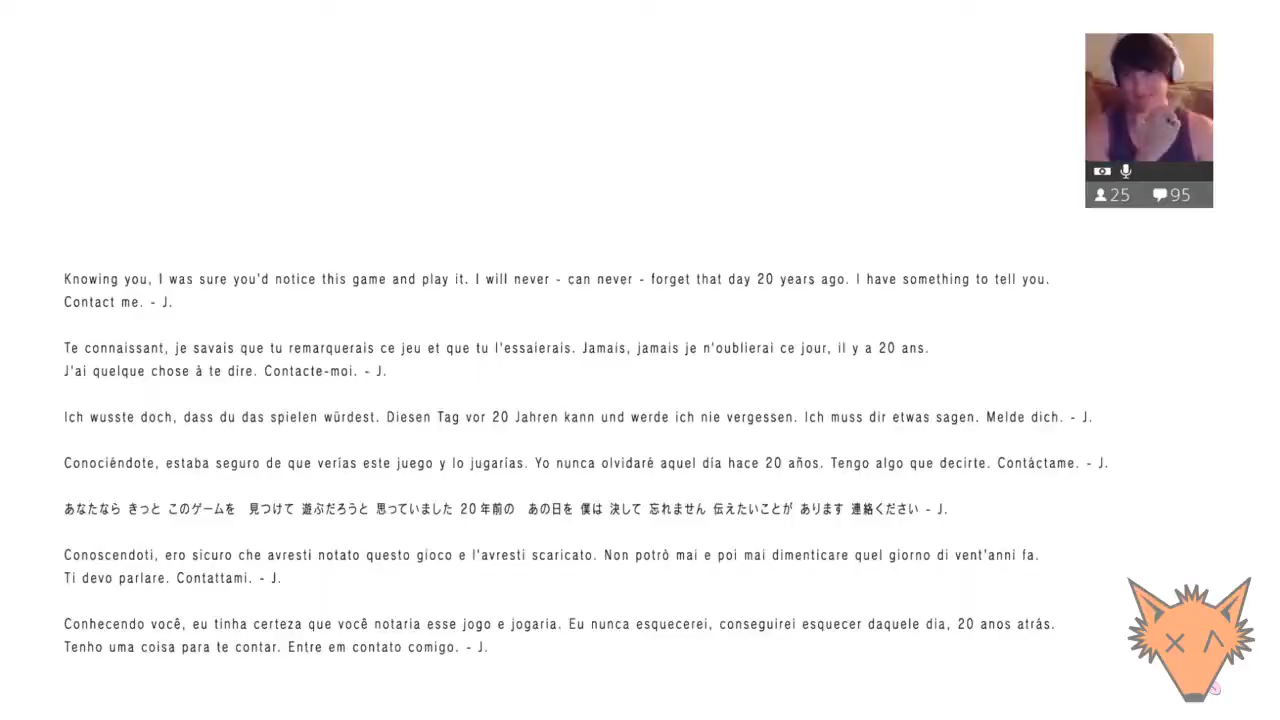 25 95
Knowing you, I was sure you'd notice this game and play it. I will never - can never - forget that day 20 years ago. I have something to tell you.
Contact me. - J.
Te connaissant, je savais que tu remarquerais ce jeu et que tu l'essaierais. Jamais, jamais je n'oublierai ce jour, il y a 20 ans.
J'ai quelque chose à te dire. Contacte-moi. - J.
Ich wusste doch, dass du das spielen würdest. Diesen Tag vor 20 Jahren kann und werde ich nie vergessen. Ich muss dir etwas sagen. Melde dich. - J.
Conociéndote, estaba seguro de que verías este juego y lo jugarías. Yo nunca olvidaré aquel día hace 20 años. Tengo algo que decirte. Contáctame. - J.
あなたなら きっと このゲームを　見つけて 遊ぶだろうと 思っていました 20年前の　あの日を 僕は 決して 忘れません 伝えたいことが あります 連絡ください - J.
Conoscendoti, ero sicuro che avresti notato questo gioco e l'avresti scaricato. Non potrò mai e poi mai dimenticare quel giorno di vent'anni fa.
Ti devo parlare. Contattami. - J.
Conhecendo você, eu tinha certeza que você notaria esse jogo e jogaria. Eu nunca esquecerei, conseguirei esquecer daquele dia, 20 anos atrás.
Tenho uma coisa para te contar. Entre em contato comigo. - J.